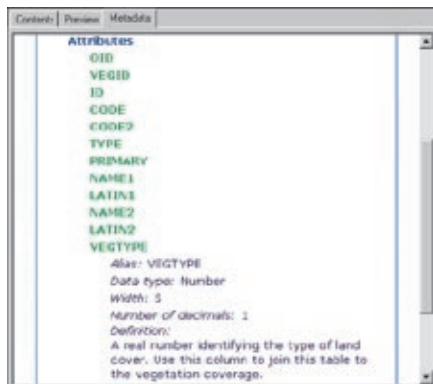 Contents Preview Metadata
Attributes
OID
VEGID
ID
CODE
CODE2
TYPE
PRIMARY
NAME1
LATIN1
NAME2
LATIN2
VEGTYPE
Alias: VEGTYPE
Data type: Number
Width: 5
Number of decimals: 1
Definition:
A real number identifying the type of land
cover. Use this column to join this table to
the vegetation coverage.